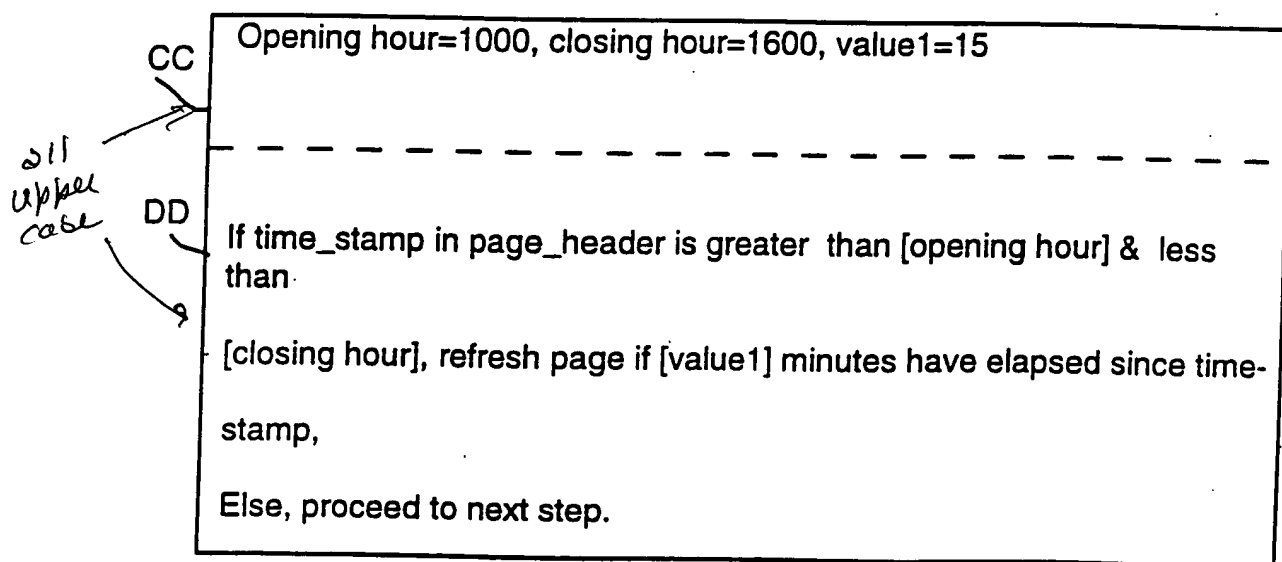 CC
Opening hour=1000, closing hour=1600, value1=15
all
upper
case
DD
If time_stamp in page_header is greater than [opening hour] & less
than
[closing hour], refresh page if [value1] minutes have elapsed since time-
stamp,
Else, proceed to next step.